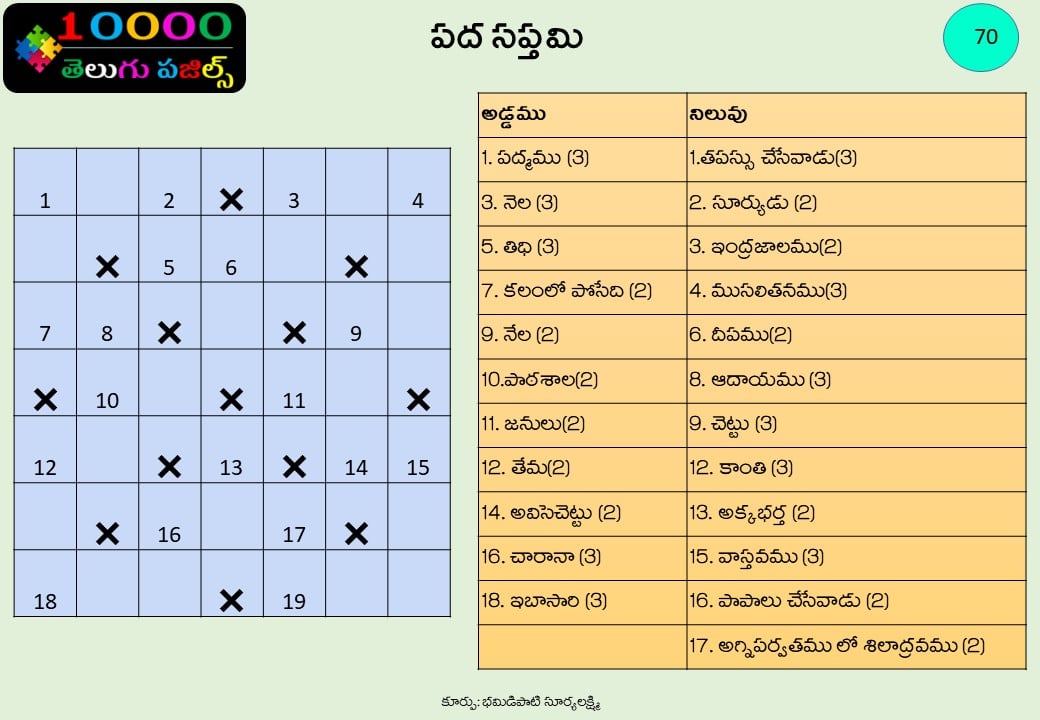 10000
తెలుగు పజిల్స్
పద సప్తమి
70
1 2 × 3 4
× 5 6 ×
7 8 × × 9
× 10 × 11 ×
12 × 13 × 14 15
× 16 17 ×
18 × 19
అడ్డము నిలువు
1. పద్మము (3) 1.తపస్సు చేసేవాడు(3)
3. నెల (3) 2. సూర్యుడు (2)
5. తిధి (3) 3. ఇంద్రజాలము(2)
7. కలంలో పోసేది (2) 4. ముసలితనము(3)
9. నేల (2) 6. దీపము(2)
10.పాఠశాల(2) 8. ఆదాయము (3)
11. జనులు(2) 9. చెట్టు (3)
12. తేమ(2) 12. కాంతి (3)
14. అవిసెచెట్టు (2) 13. అక్కభర్త (2)
16. చారానా (3) 15. వాస్తవము (3)
18. ఇబాసారి (3) 16. పాపాలు చేసేవాడు (2)
17. అగ్నిపర్వతము లో శిలాద్రవము (2)
కూర్పు: భమిడిపాటి సూర్యలక్ష్మి